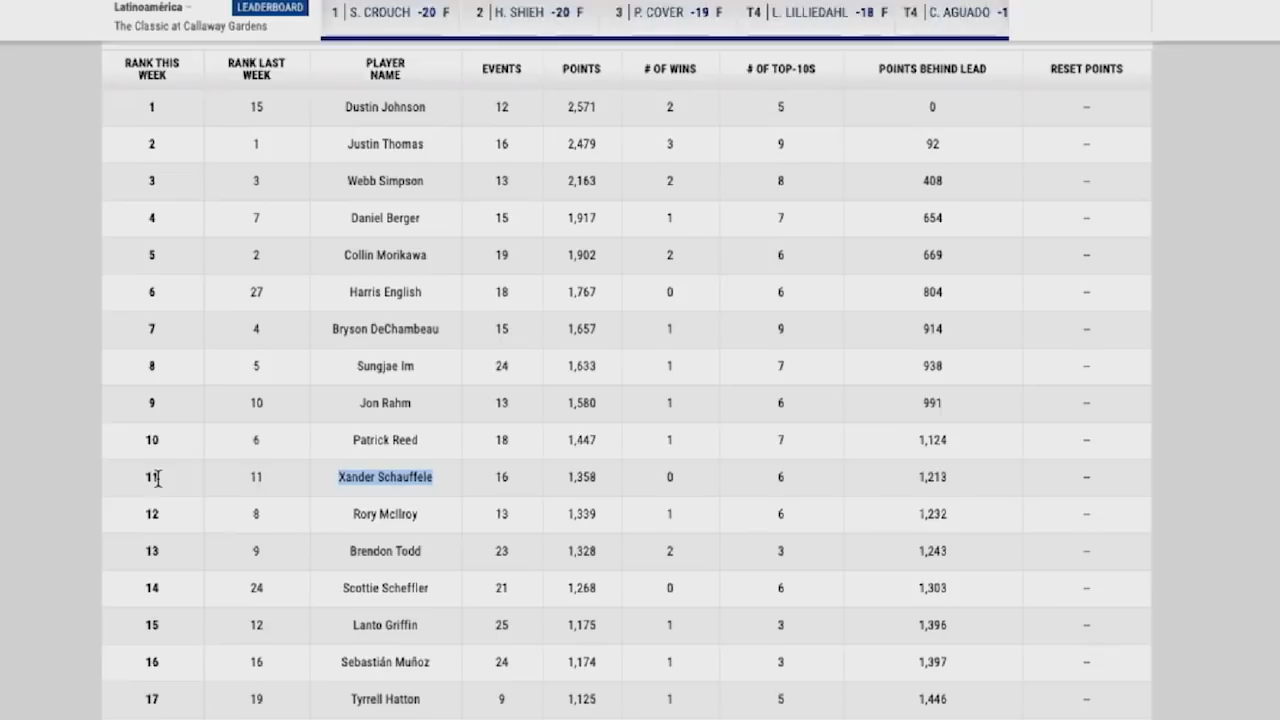 Latinoamérica –
LEADERBOARD
1 | S. CROUCH -20 F 2 | H. SHIEH -20 F 3 | P. COVER -19 F T4 | L. LILLIEDAHL -18 F T4 | C. AGUADO -1
The Classic at Callaway Gardens
RANK THIS WEEK RANK LAST WEEK PLAYER NAME EVENTS POINTS # OF WINS # OF TOP-10S POINTS BEHIND LEAD RESET POINTS
1 15 Dustin Johnson 12 2,571 2 5 0 --
2 1 Justin Thomas 16 2,479 3 9 92 --
3 3 Webb Simpson 13 2,163 2 8 408 --
4 7 Daniel Berger 15 1,917 1 7 654 --
5 2 Collin Morikawa 19 1,902 2 6 669 --
6 27 Harris English 18 1,767 0 6 804 --
7 4 Bryson DeChambeau 15 1,657 1 9 914 --
8 5 Sungjae Im 24 1,633 1 7 938 --
9 10 Jon Rahm 13 1,580 1 6 991 --
10 6 Patrick Reed 18 1,447 1 7 1,124 --
11 11 Xander Schauffele 16 1,358 0 6 1,213 --
12 8 Rory McIlroy 13 1,339 1 6 1,232 --
13 9 Brendon Todd 23 1,328 2 3 1,243 --
14 24 Scottie Scheffler 21 1,268 0 6 1,303 --
15 12 Lanto Griffin 25 1,175 1 3 1,396 --
16 16 Sebastián Muñoz 24 1,174 1 3 1,397 --
17 19 Tyrrell Hatton 9 1,125 1 5 1,446 --